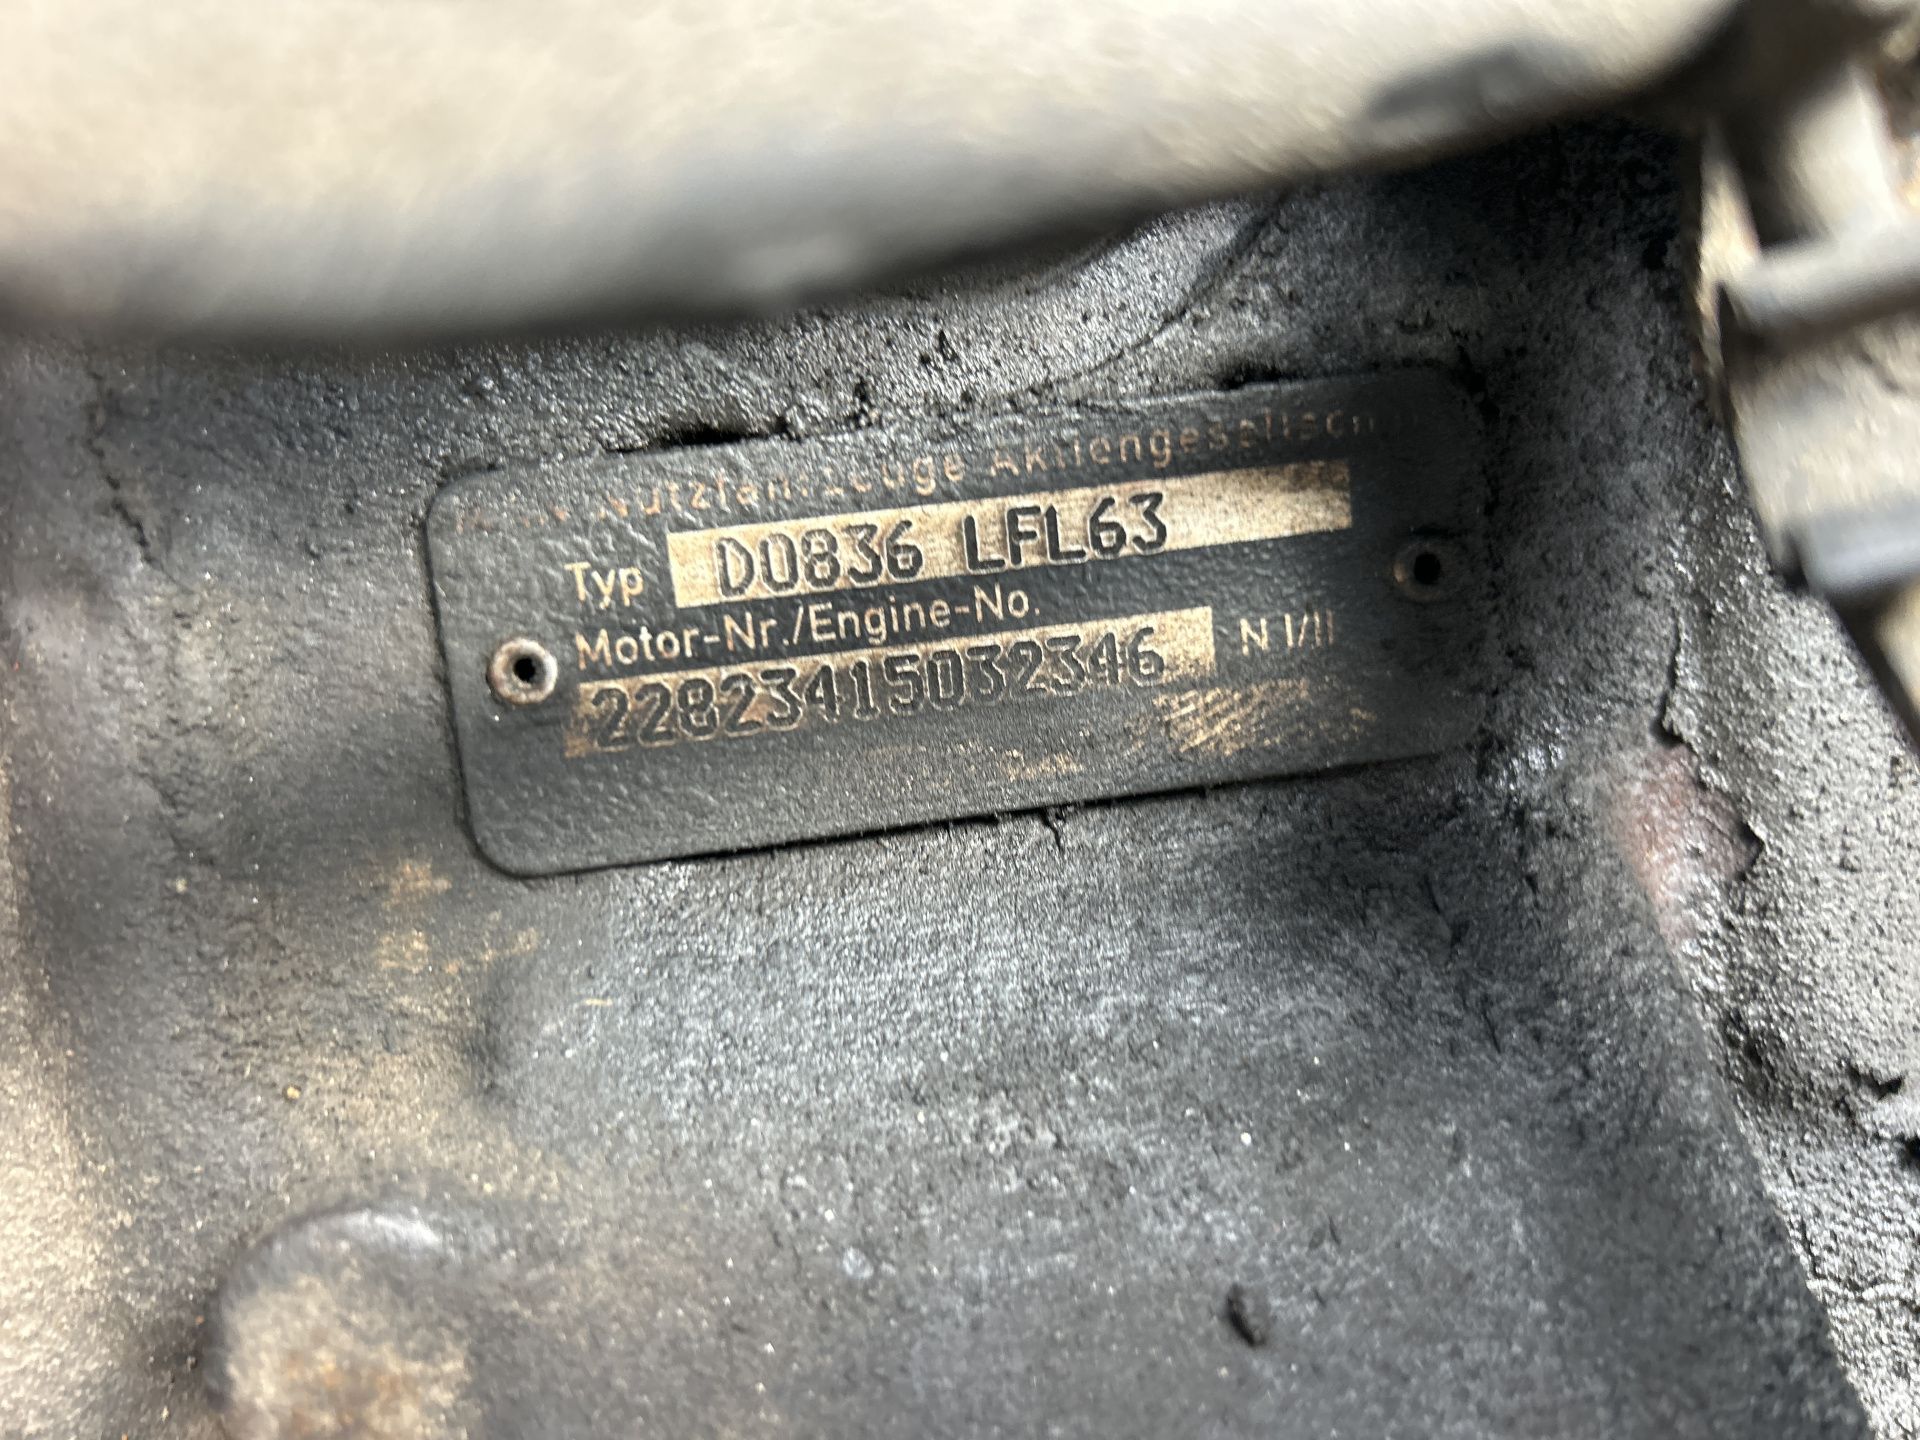 Nutzfahrzeuge Aktiengesellsch
Typ D0836 LFL63
Motor-Nr./Engine-No.
22823415032346 N I/II